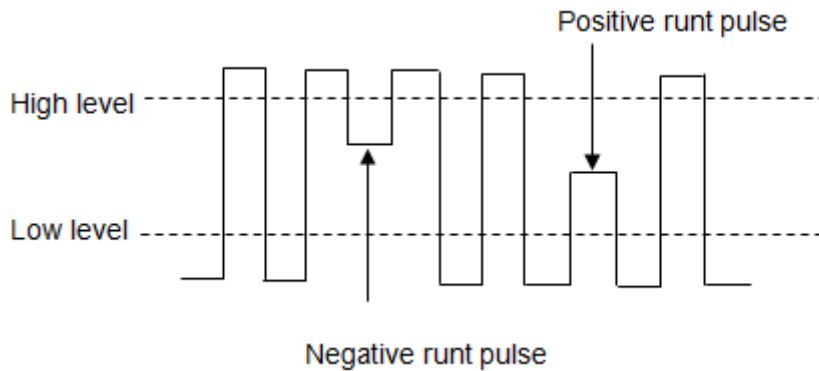 Positive runt pulse
High level
Low level
Negative runt pulse